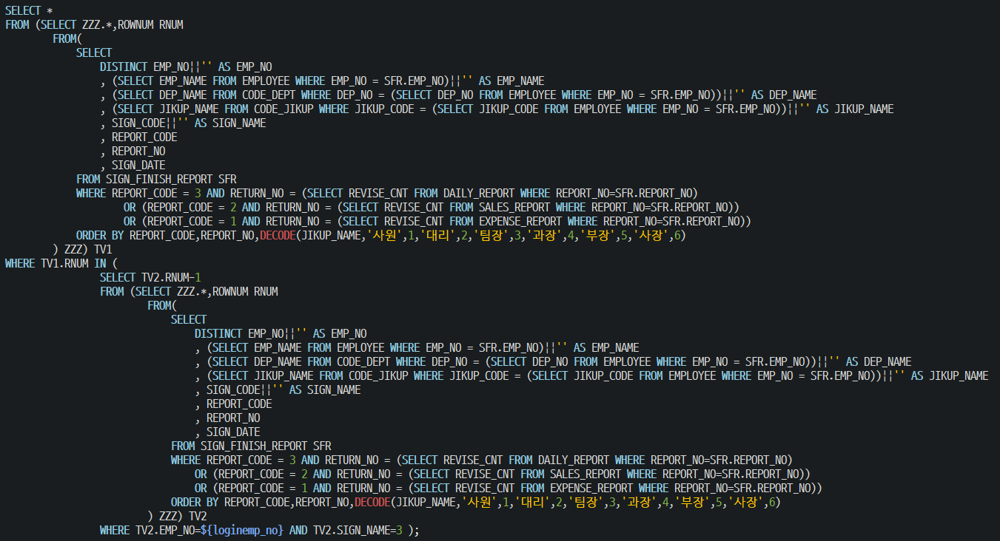 SELECT *
FROM (SELECT ZZZ.*,ROWNUM RNUM
FROM(
SELECT
DISTINCT EMP_NO||'' AS EMP_NO
, (SELECT EMP_NAME FROM EMPLOYEE WHERE EMP_NO = SFR.EMP_NO)||'' AS EMP_NAME
, (SELECT DEP_NAME FROM CODE_DEPT WHERE DEP_NO = (SELECT DEP_NO FROM EMPLOYEE WHERE EMP_NO = SFR.EMP_NO))||'' AS DEP_NAME
, (SELECT JIKUP_NAME FROM CODE_JIKUP WHERE JIKUP_CODE = (SELECT JIKUP_CODE FROM EMPLOYEE WHERE EMP_NO = SFR.EMP_NO))||'' AS JIKUP_NAME
, SIGN_CODE||'' AS SIGN_NAME
, REPORT_CODE
, REPORT_NO
, SIGN_DATE
FROM SIGN_FINISH_REPORT SFR
WHERE REPORT_CODE = 3 AND RETURN_NO = (SELECT REVISE_CNT FROM DAILY_REPORT WHERE REPORT_NO=SFR.REPORT_NO)
OR (REPORT_CODE = 2 AND RETURN_NO = (SELECT REVISE_CNT FROM SALES_REPORT WHERE REPORT_NO=SFR.REPORT_NO))
OR (REPORT_CODE = 1 AND RETURN_NO = (SELECT REVISE_CNT FROM EXPENSE_REPORT WHERE REPORT_NO=SFR.REPORT_NO))
ORDER BY REPORT_CODE,REPORT_NO,DECODE(JIKUP_NAME,'사원',1,'대리',2,'팀장',3,'과장',4,'부장',5,'사장',6)
) ZZZ) TV1
WHERE TV1.RNUM IN (
SELECT TV2.RNUM-1
FROM (SELECT ZZZ.*,ROWNUM RNUM
FROM(
SELECT
DISTINCT EMP_NO||'' AS EMP_NO
, (SELECT EMP_NAME FROM EMPLOYEE WHERE EMP_NO = SFR.EMP_NO)||'' AS EMP_NAME
, (SELECT DEP_NAME FROM CODE_DEPT WHERE DEP_NO = (SELECT DEP_NO FROM EMPLOYEE WHERE EMP_NO = SFR.EMP_NO))||'' AS DEP_NAME
, (SELECT JIKUP_NAME FROM CODE_JIKUP WHERE JIKUP_CODE = (SELECT JIKUP_CODE FROM EMPLOYEE WHERE EMP_NO = SFR.EMP_NO))||'' AS JIKUP_NAME
, SIGN_CODE||'' AS SIGN_NAME
, REPORT_CODE
, REPORT_NO
, SIGN_DATE
FROM SIGN_FINISH_REPORT SFR
WHERE REPORT_CODE = 3 AND RETURN_NO = (SELECT REVISE_CNT FROM DAILY_REPORT WHERE REPORT_NO=SFR.REPORT_NO)
OR (REPORT_CODE = 2 AND RETURN_NO = (SELECT REVISE_CNT FROM SALES_REPORT WHERE REPORT_NO=SFR.REPORT_NO))
OR (REPORT_CODE = 1 AND RETURN_NO = (SELECT REVISE_CNT FROM EXPENSE_REPORT WHERE REPORT_NO=SFR.REPORT_NO))
ORDER BY REPORT_CODE,REPORT_NO,DECODE(JIKUP_NAME,'사원',1,'대리',2,'팀장',3,'과장',4,'부장',5,'사장',6)
) ZZZ) TV2
WHERE TV2.EMP_NO=${loginemp_no} AND TV2.SIGN_NAME=3 );